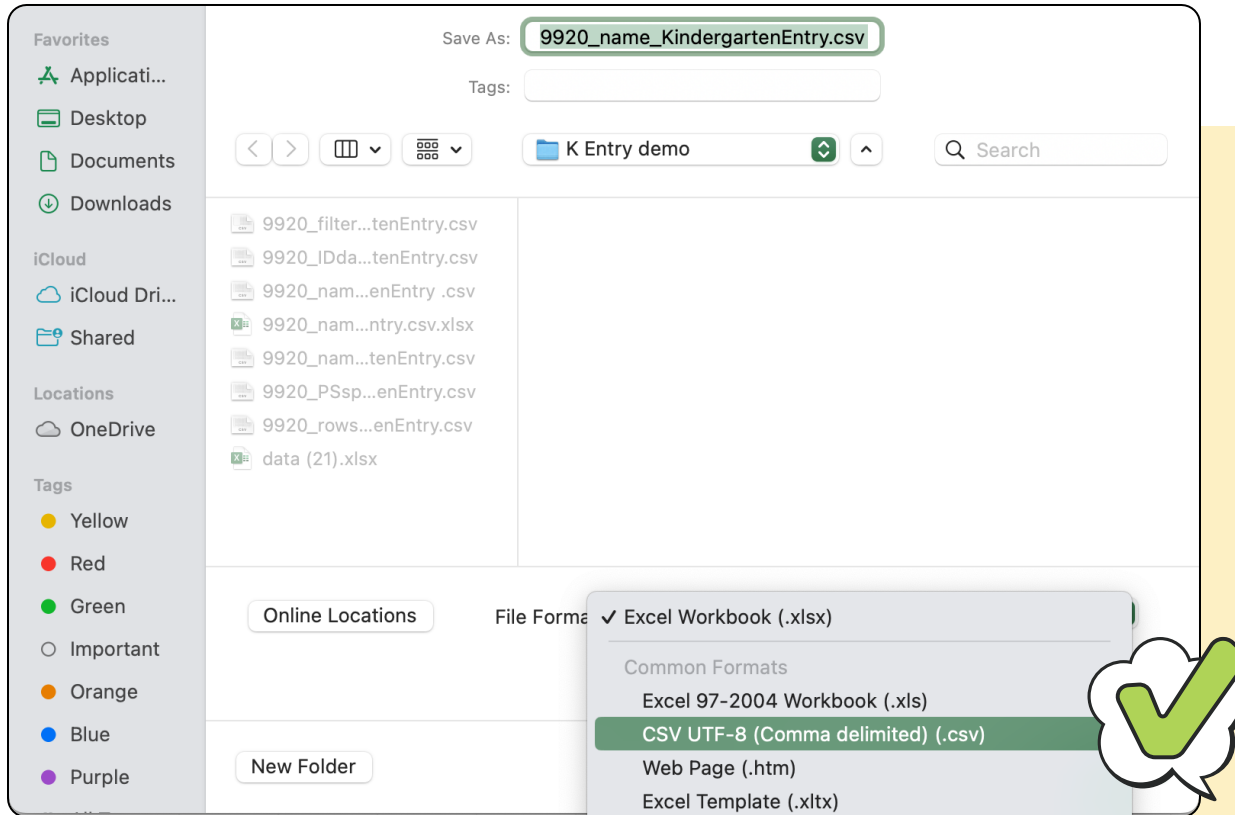 Favorites
Applicati...
Desktop
Documents
Downloads
iCloud
iCloud Dri...
Shared
Locations
OneDrive
Tags
Yellow
Red
Green
Important
Orange
Blue
Purple
Save As: 9920_name_KindergartenEntry.csv
Tags:
K Entry demo
Search
9920_filter...tenEntry.csv
9920_IDda...tenEntry.csv
9920_nam...enEntry .csv
9920_nam...ntry.csv.xlsx
9920_nam...tenEntry.csv
9920_PSsp...enEntry.csv
9920_rows...enEntry.csv
data (21).xlsx
Online Locations
File Forma
✓ Excel Workbook (.xlsx)
Common Formats
Excel 97-2004 Workbook (.xls)
CSV UTF-8 (Comma delimited) (.csv)
Web Page (.htm)
Excel Template (.xltx)
New Folder